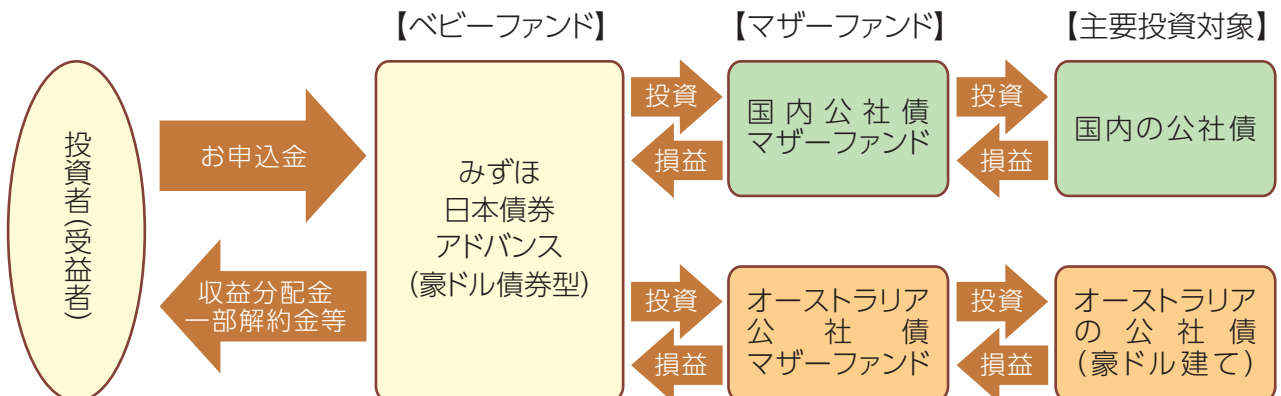 【ベビーファンド】
【マザーファンド】
【主要投資対象】
投資者(受益者)
お申込金
収益分配金
一部解約金等
みずほ
日本債券
アドバンス
(豪ドル債券型)
投資
損益
国内公社債
マザーファンド
投資
損益
国内の公社債
投資
損益
オーストラリア
公社債
マザーファンド
投資
損益
オーストラリア
の公社債
(豪ドル建て)